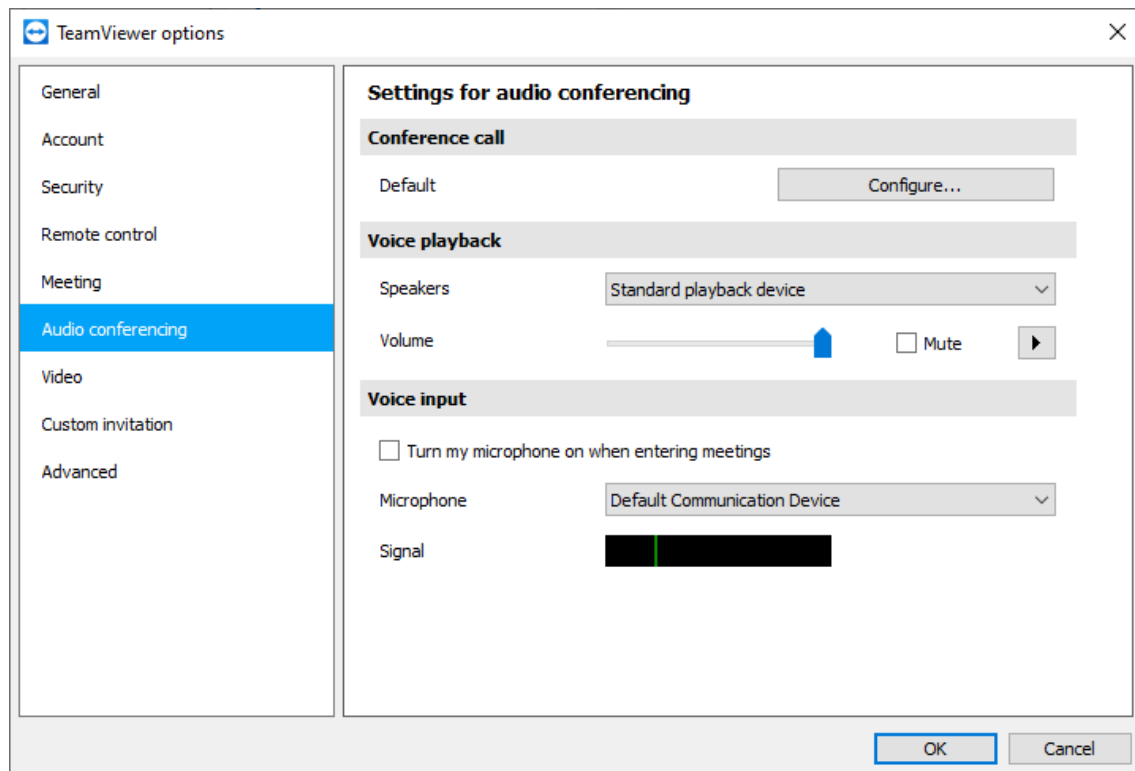 TeamViewer options
General
Account
Security
Remote control
Meeting
Audio conferencing
Video
Custom invitation
Advanced
Settings for audio conferencing
Conference call
Default
Configure...
Voice playback
Speakers
Standard playback device
Volume
Mute
Voice input
Turn my microphone on when entering meetings
Microphone
Default Communication Device
Signal
OK
Cancel